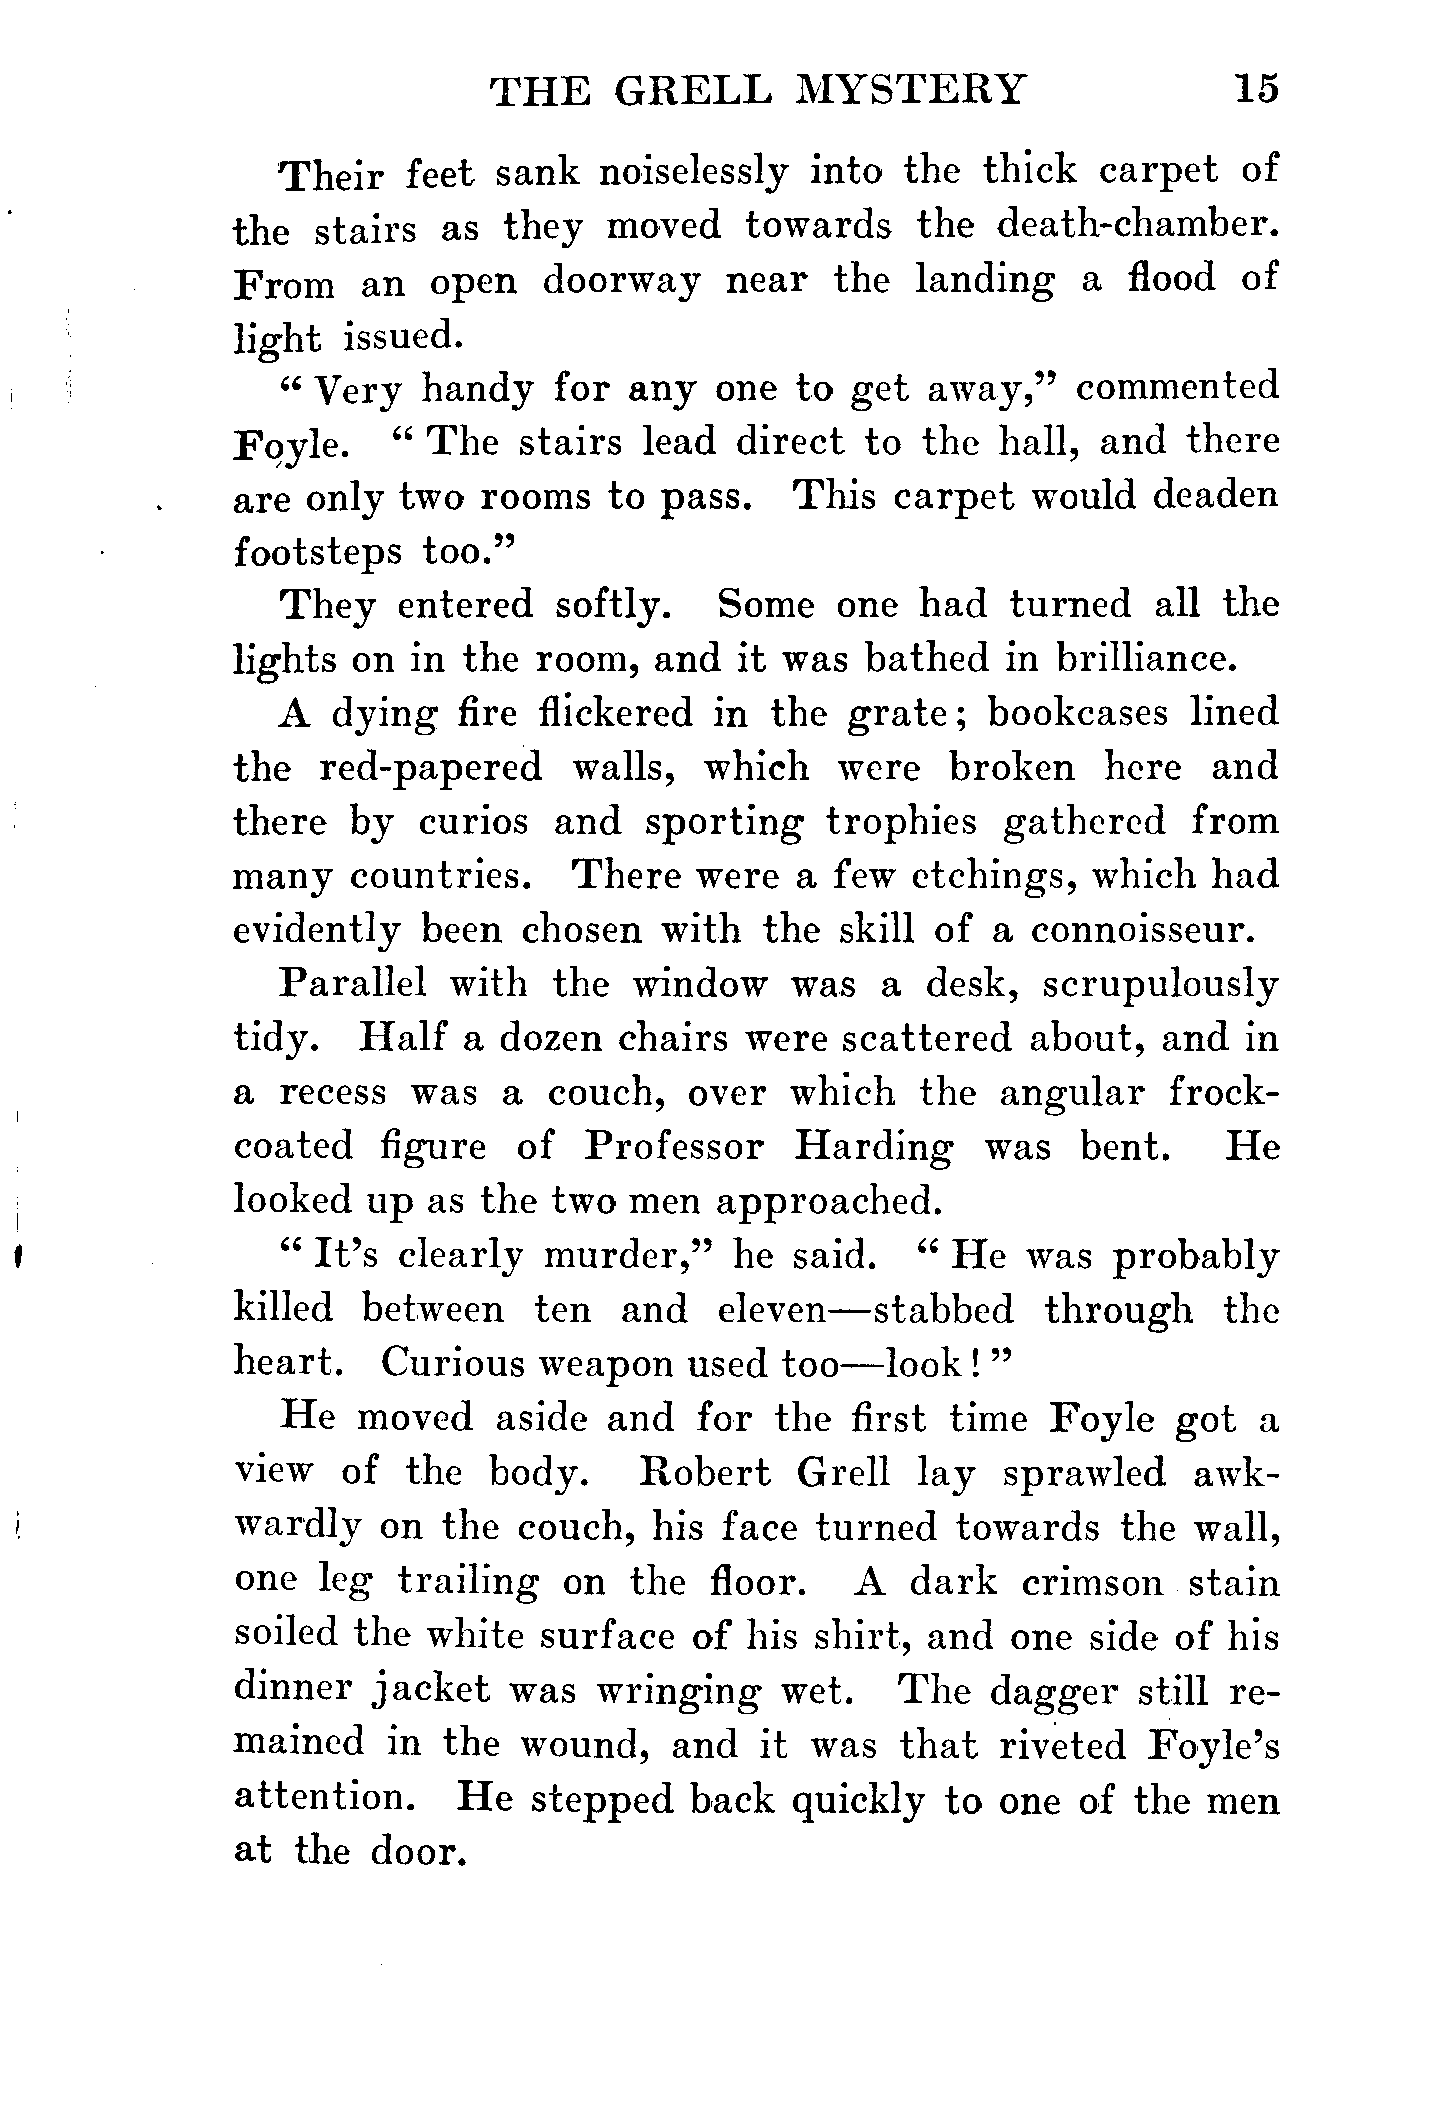 THE GRELL MYSTERY 15
Their feet sank noiselessly into the thick carpet of
the stairs as they moved towards the death-chamber.
From an open doorway near the landing a flood of
light issued.
“ Very handy for any one to get away,” commented
Foyle. “ The stairs lead direct to the hall, and there
are only two rooms to pass. This carpet would deaden
footsteps too.”
They entered softly. Some one had turned all the
lights on in the room, and it was bathed in brilliance.
A dying fire flickered in the grate; bookcases lined
the red-papered walls, which were broken here and
there by curios and sporting trophies gathered from
many countries. There were a few etchings, which had
evidently been chosen with the skill of a connoisseur.
Parallel with the window was a desk, scrupulously
tidy. Half a dozen chairs were scattered about, and in
a recess was a couch, over which the angular frock-
coated figure of Professor Harding was bent. He
looked up as the two men approached.
“ It’s clearly murder,” he said. “ He was probably
killed between ten and eleven—stabbed through the
heart. Curious weapon used too—look! ”
He moved aside and for the first time Foyle got a
view of the body. Robert Grell lay sprawled awk-
wardly on the couch, his face turned towards the wall,
one leg trailing on the floor. A dark crimson stain
soiled the white surface of his shirt, and one side of his
dinner jacket was wringing wet. The dagger still re-
mained in the wound, and it was that riveted Foyle’s
attention. He stepped back quickly to one of the men
at the door.